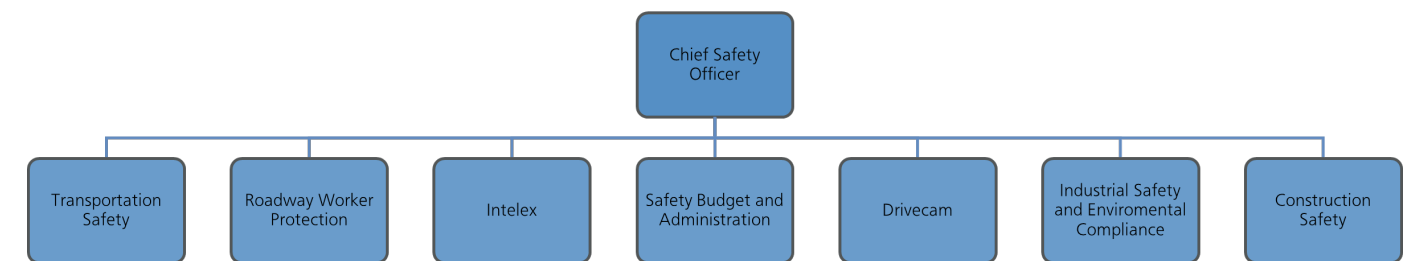 Chief Safety
Officer
Transportation
Safety
Roadway Worker
Protection
Intelex
Safety Budget and
Administration
Drivecam
Industrial Safety
and Enviromental
Compliance
Construction
Safety